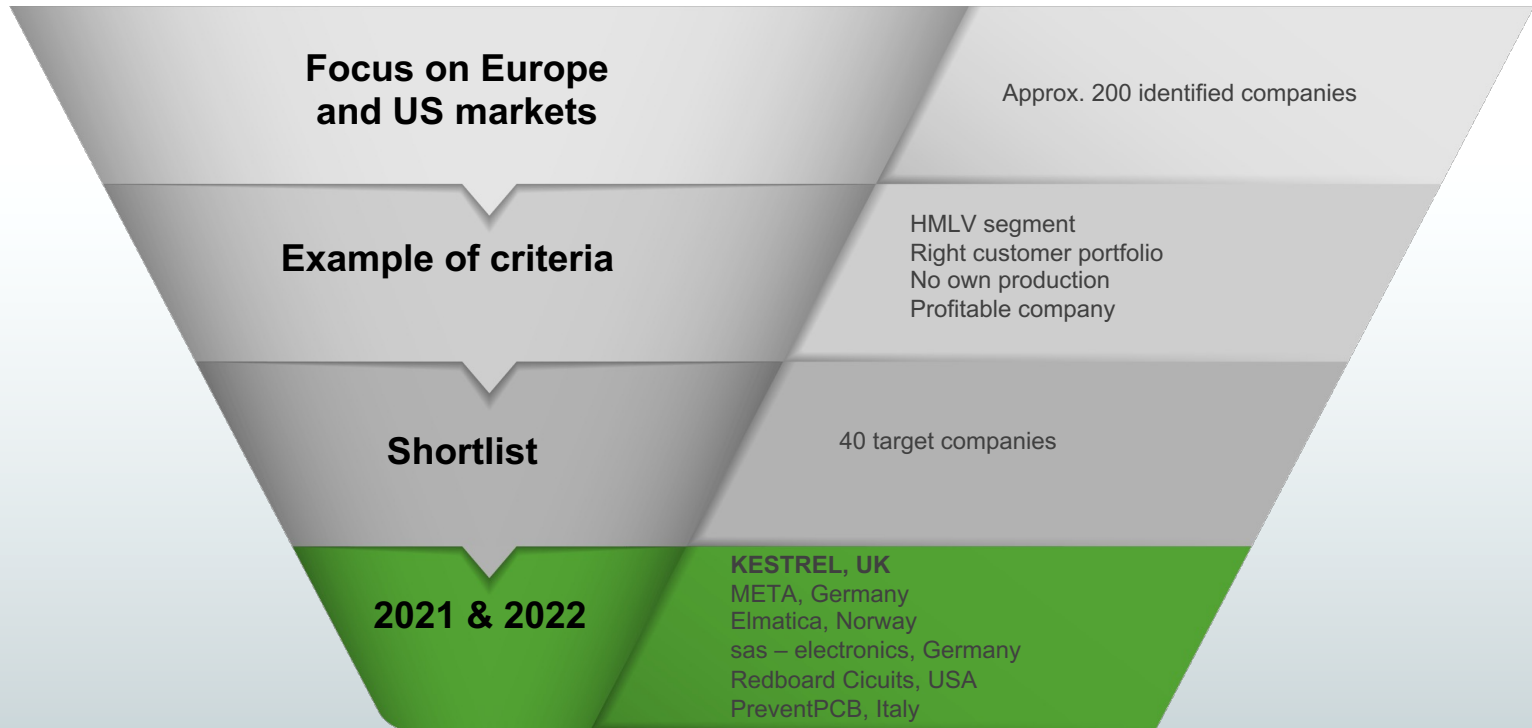 Focus on Europe
and US markets
Approx. 200 identified companies
Example of criteria
HMLV segment
Right customer portfolio
No own production
Profitable company
Shortlist
40 target companies
2021 & 2022
KESTREL, UK
META, Germany
Elmatica, Norway
sas – electronics, Germany
Redboard Cicuits, USA
PreventPCB, Italy